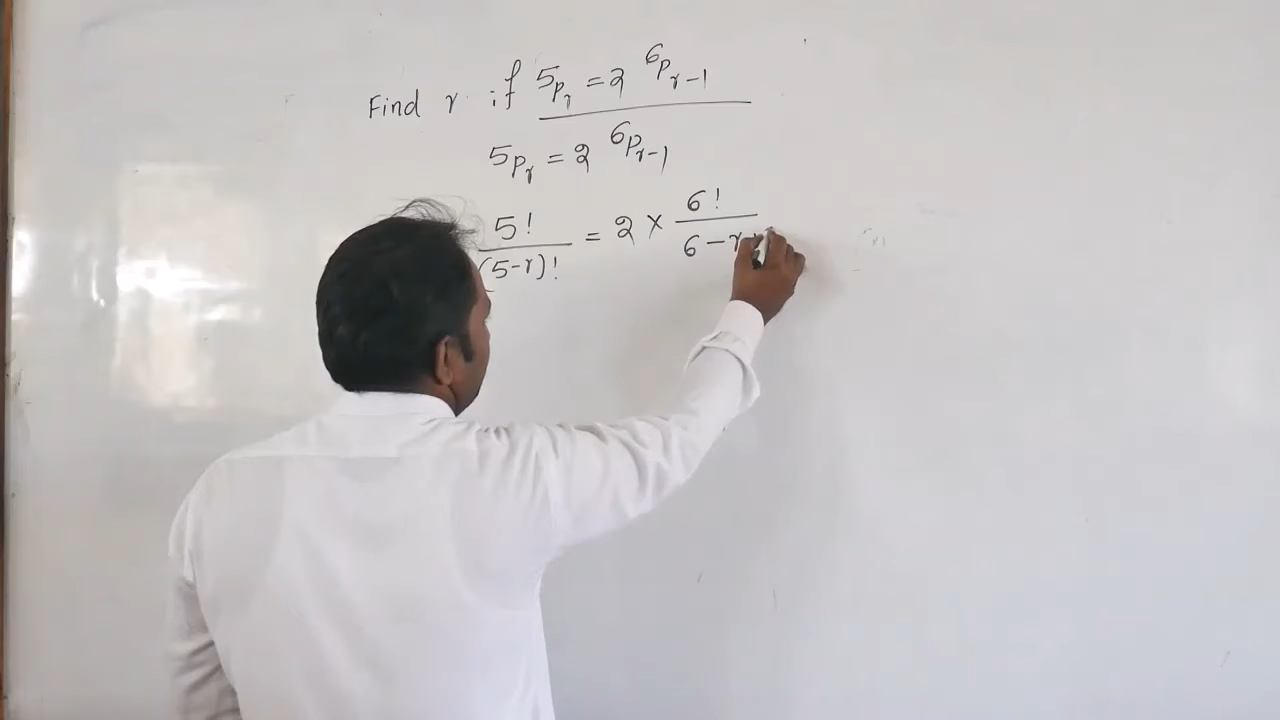 Find r if 5Pr = 2 6Pr-1
5Pr = 2 6Pr-1
5! / (5-r)! = 2 × 6! / 6-r